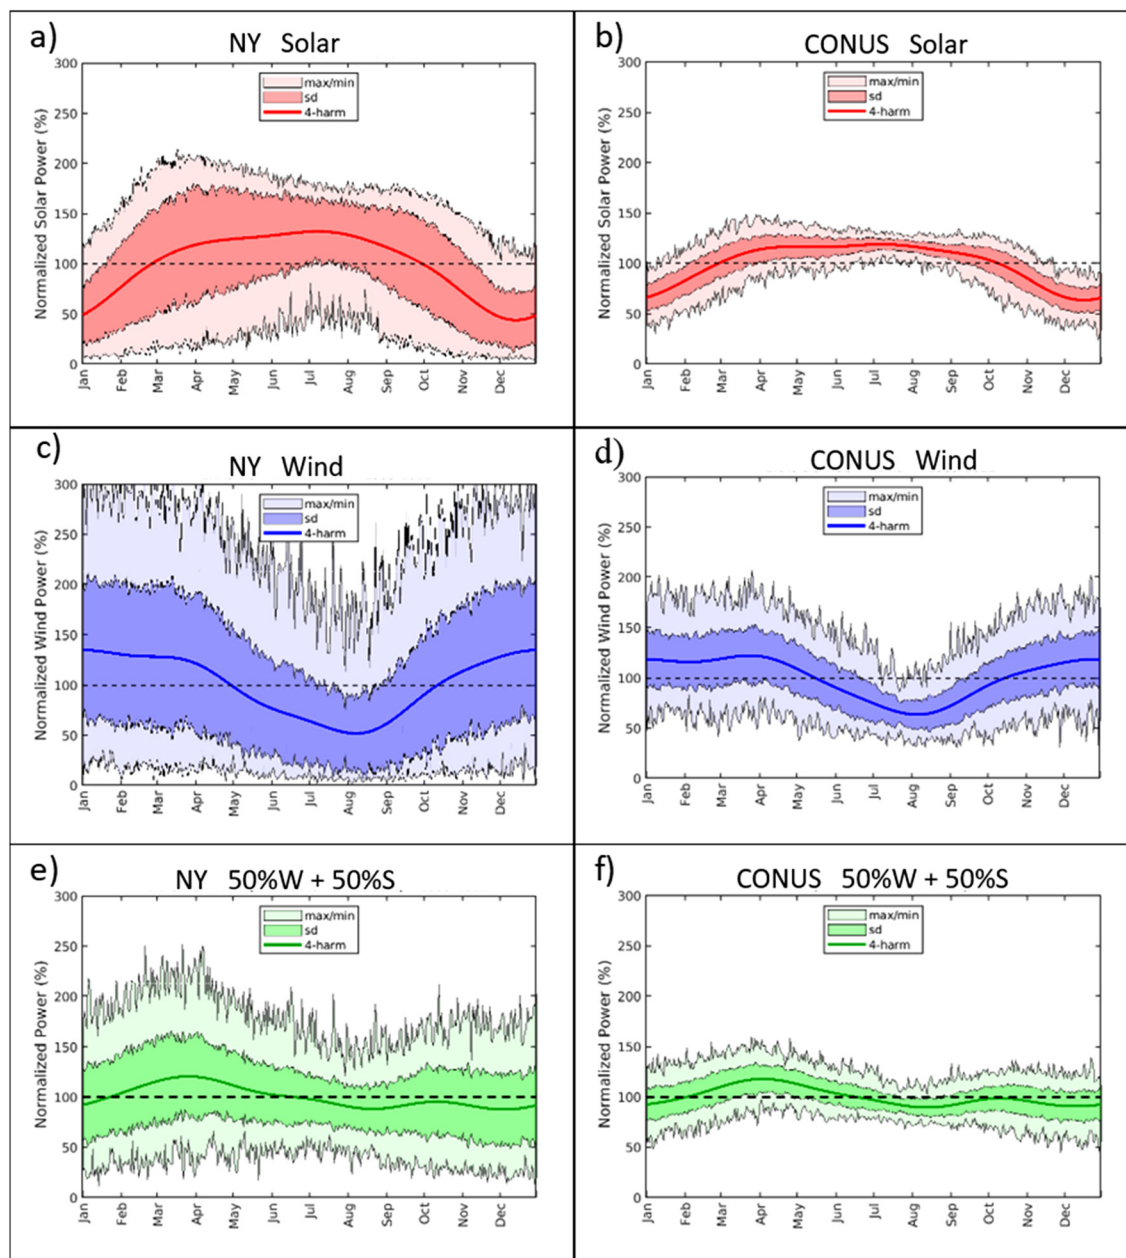 a) NY Solar
300
250
200
150
100
50
0
Normalized Solar Power (%)
max/min
sd
4-harm
Jan Feb Mar Apr May Jun Jul Aug Sep Oct Nov Dec
b) CONUS Solar
300
250
200
150
100
50
0
Normalized Solar Power (%)
max/min
sd
4-harm
Jan Feb Mar Apr May Jun Jul Aug Sep Oct Nov Dec
c) NY Wind
300
250
200
150
100
50
0
Normalized Wind Power (%)
max/min
sd
4-harm
Jan Feb Mar Apr May Jun Jul Aug Sep Oct Nov Dec
d) CONUS Wind
300
250
200
150
100
50
0
Normalized Wind Power (%)
max/min
sd
4-harm
Jan Feb Mar Apr May Jun Jul Aug Sep Oct Nov Dec
e) NY 50%W + 50%S
300
250
200
150
100
50
0
Normalized Power (%)
max/min
sd
4-harm
Jan Feb Mar Apr May Jun Jul Aug Sep Oct Nov Dec
f) CONUS 50%W + 50%S
300
250
200
150
100
50
0
Normalized Power (%)
max/min
sd
4-harm
Jan Feb Mar Apr May Jun Jul Aug Sep Oct Nov Dec